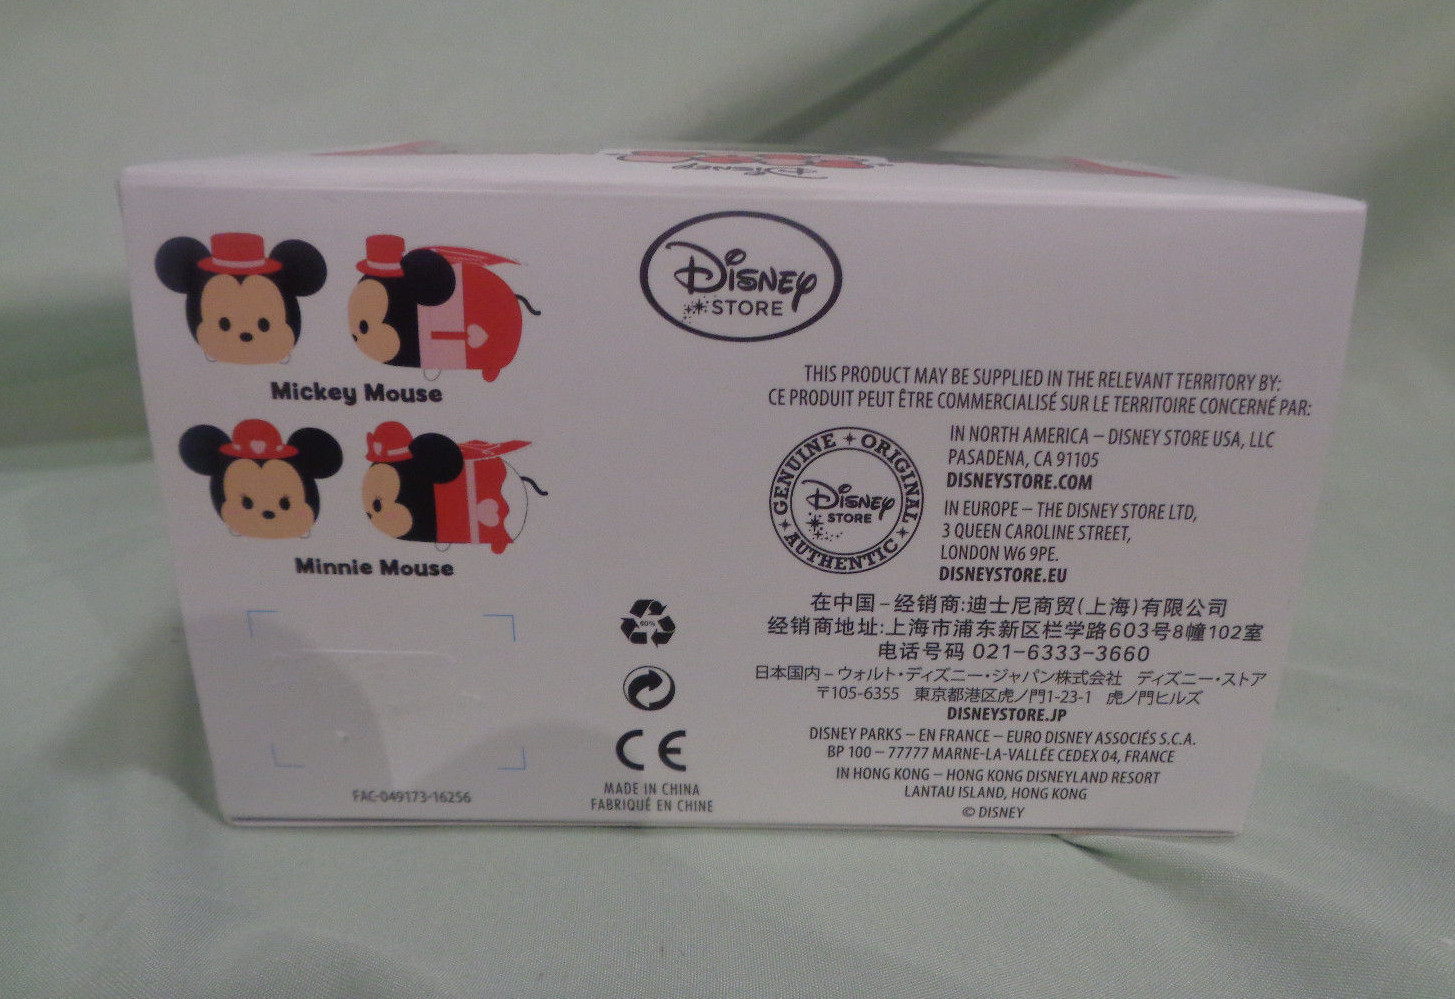 Disney
Mickey Mouse
Minnie Mouse
FAC-049173-16256
Disney
STORE
60%
CE
MADE IN CHINA
FABRIQUÉ EN CHINE
THIS PRODUCT MAY BE SUPPLIED IN THE RELEVANT TERRITORY BY:
CE PRODUIT PEUT ÊTRE COMMERCIALISÉ SUR LE TERRITOIRE CONCERNÉ PAR:
GENUINE ORIGINAL
AUTHENTIC
Disney
STORE
IN NORTH AMERICA – DISNEY STORE USA, LLC
PASADENA, CA 91105
DISNEYSTORE.COM
IN EUROPE – THE DISNEY STORE LTD,
3 QUEEN CAROLINE STREET,
LONDON W6 9PE.
DISNEYSTORE.EU
在中国–经销商:迪士尼商贸(上海)有限公司
经销商地址:上海市浦东新区栏学路603号8幢102室
电话号码 021-6333-3660
日本国内 – ウォルト・ディズニー・ジャパン株式会社 ディズニー・ストア
〒105-6355 東京都港区虎ノ門1-23-1 虎ノ門ヒルズ
DISNEYSTORE.JP
DISNEY PARKS – EN FRANCE – EURO DISNEY ASSOCIÉS S.C.A.
BP 100 – 77777 MARNE-LA-VALLÉE CEDEX 04, FRANCE
IN HONG KONG – HONG KONG DISNEYLAND RESORT
LANTAU ISLAND, HONG KONG
© DISNEY